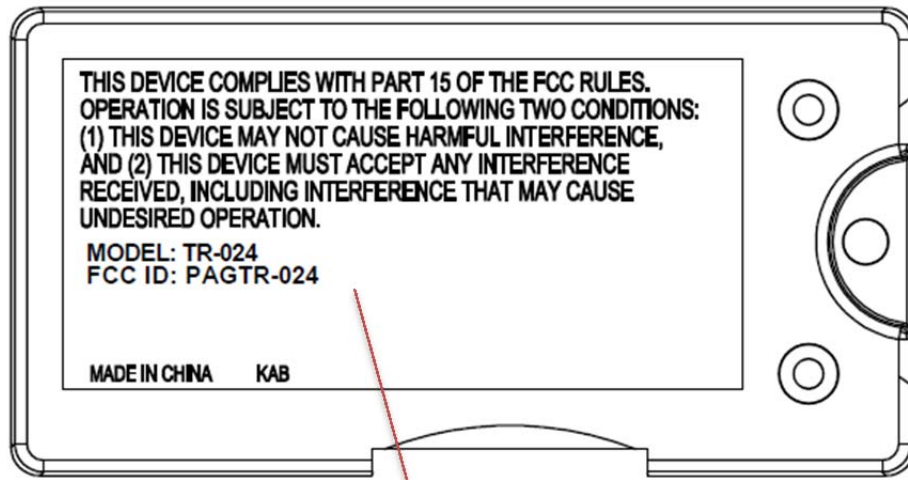 THIS DEVICE COMPLIES WITH PART 15 OF THE FCC RULES.
OPERATION IS SUBJECT TO THE FOLLOWING TWO CONDITIONS:
(1) THIS DEVICE MAY NOT CAUSE HARMFUL INTERFERENCE,
AND (2) THIS DEVICE MUST ACCEPT ANY INTERFERENCE
RECEIVED, INCLUDING INTERFERENCE THAT MAY CAUSE
UNDESIRED OPERATION.
MODEL: TR-024
FCC ID: PAGTR-024
MADE IN CHINA KAB